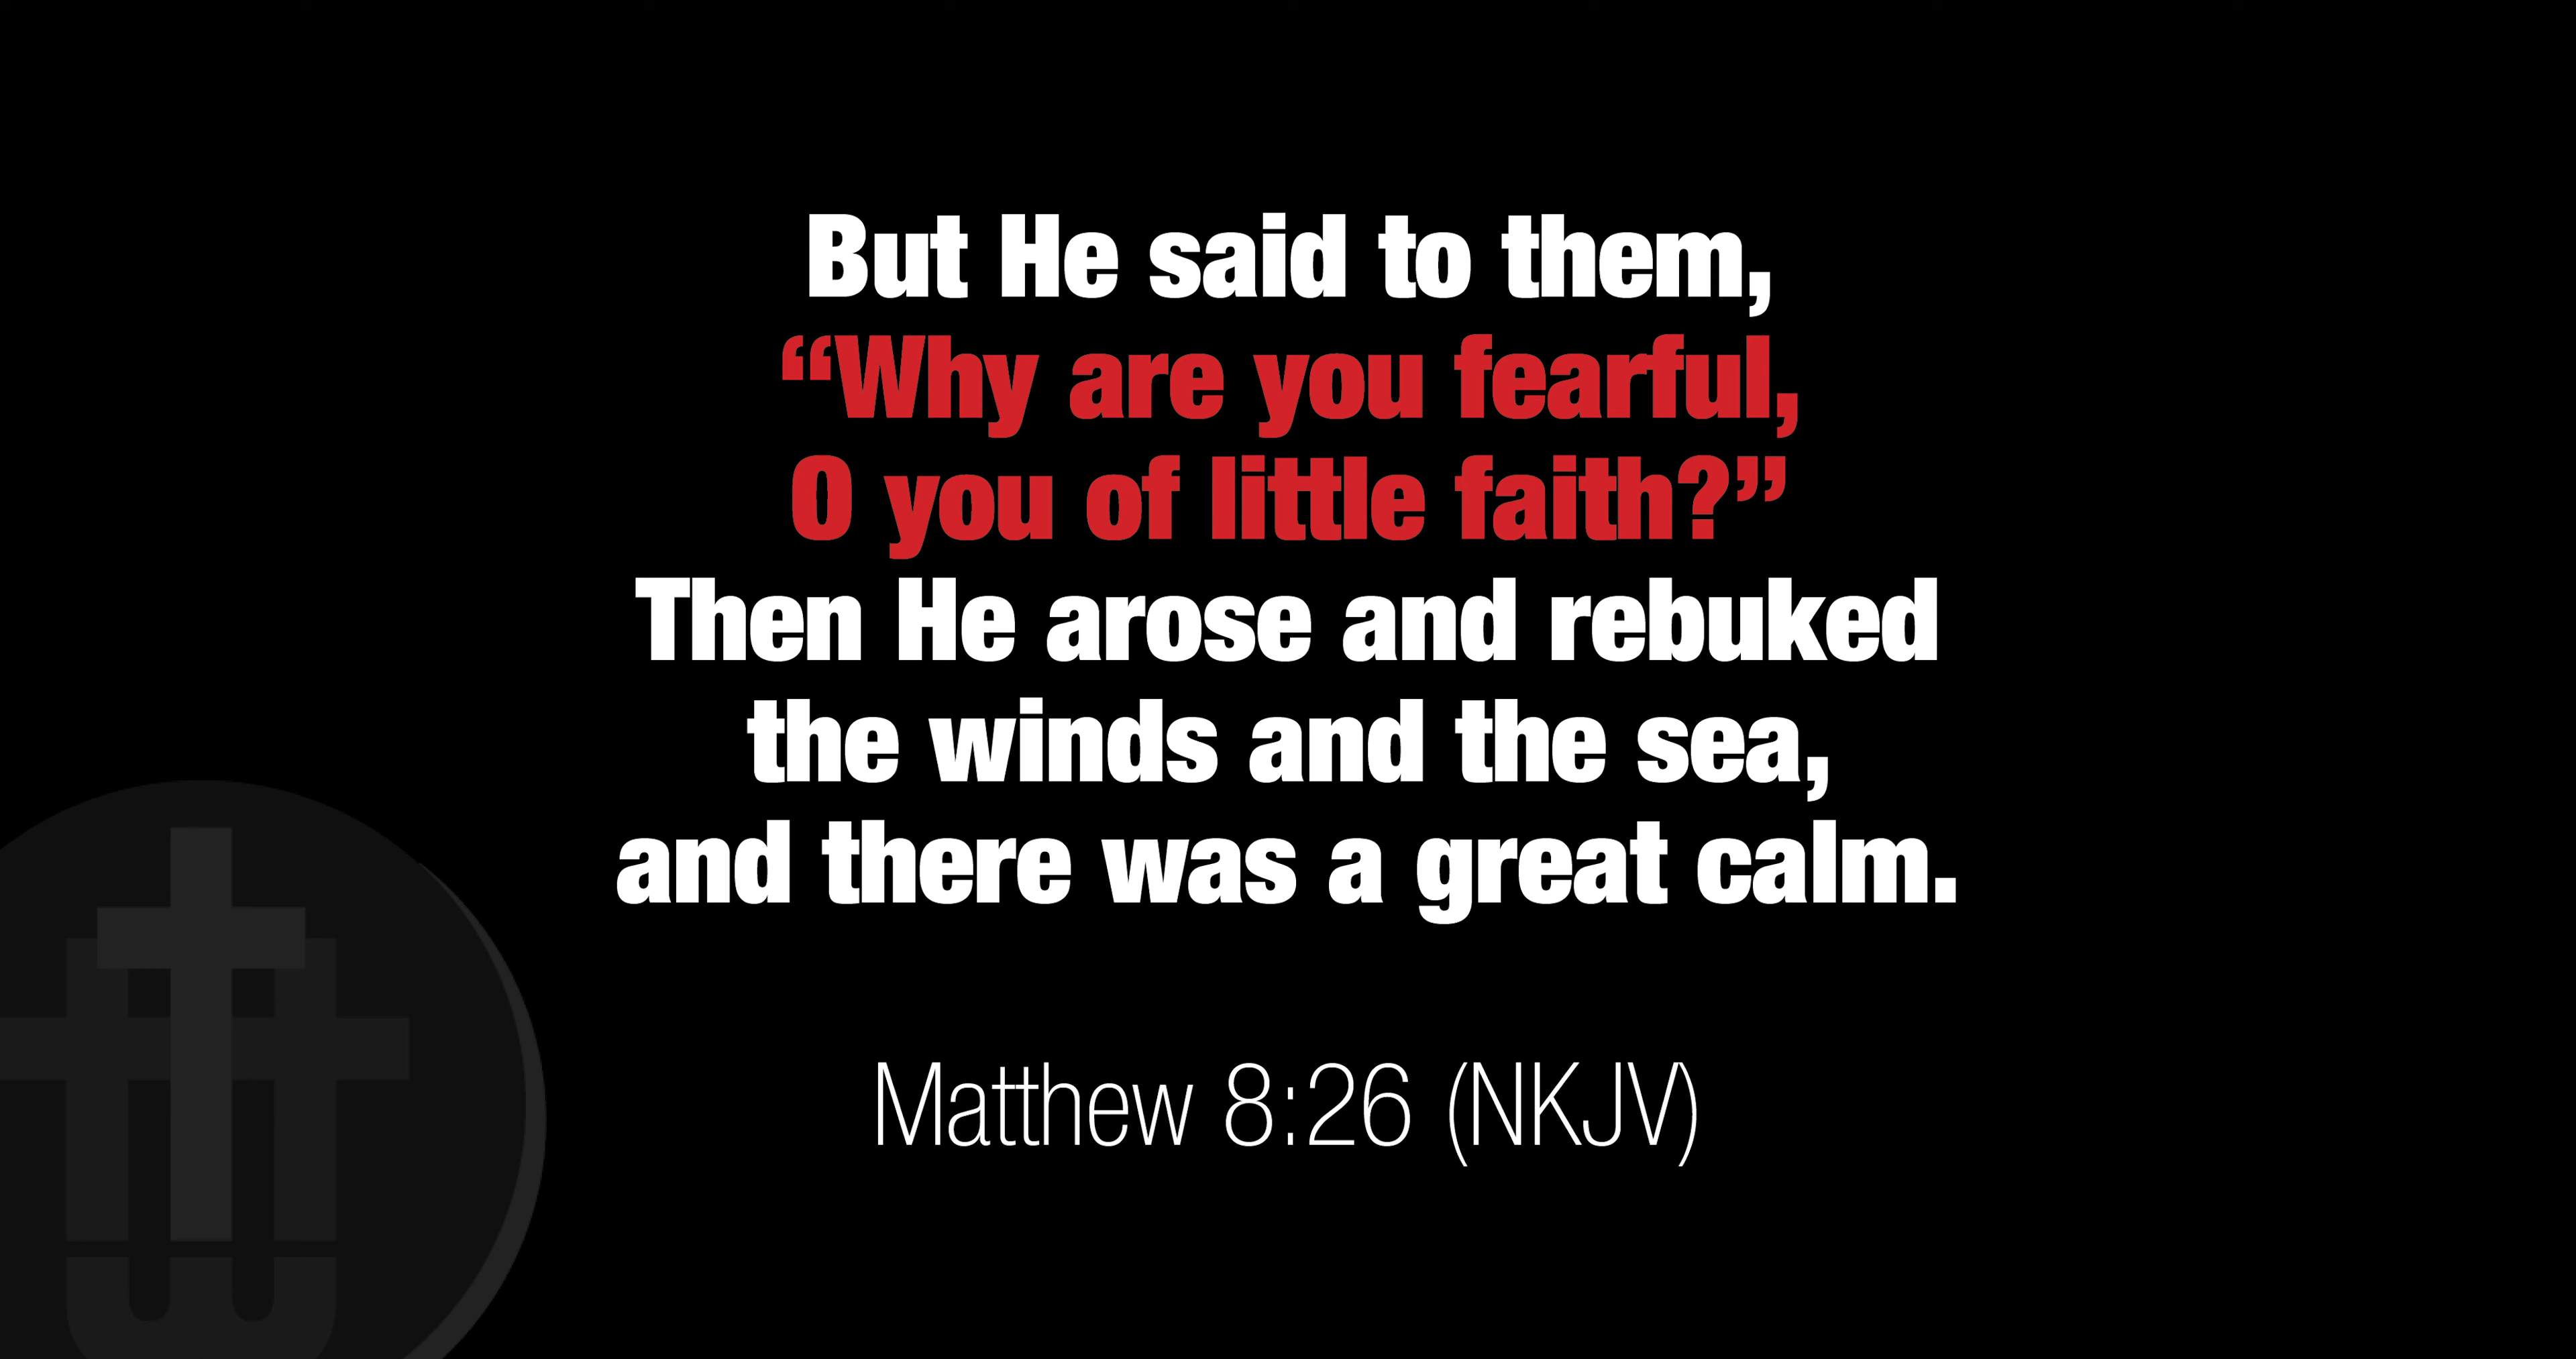 But He said to them,
“Why are you fearful,
O you of little faith?”
Then He arose and rebuked
the winds and the sea,
and there was a great calm.
Matthew 8:26 (NKJV)